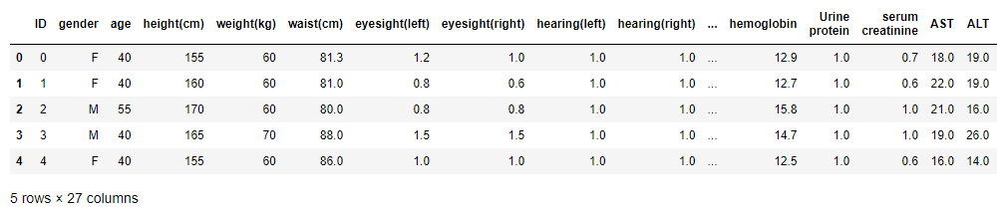 Urine serum
ID gender age height(cm) weight(kg) waist(cm) eyesight(left) eyesight(right) hearing(left) hearing(right) ... hemoglobin protein creatinine AST ALT
0 0 F 40 155 60 81.3 1.2 1.0 1.0 1.0 ... 12.9 1.0 0.7 18.0 19.0
1 1 F 40 160 60 81.0 0.8 0.6 1.0 1.0 ... 12.7 1.0 0.6 22.0 19.0
2 2 M 55 170 60 80.0 0.8 0.8 1.0 1.0 ... 15.8 1.0 1.0 21.0 16.0
3 3 M 40 165 70 88.0 1.5 1.5 1.0 1.0 ... 14.7 1.0 1.0 19.0 26.0
4 4 F 40 155 60 86.0 1.0 1.0 1.0 1.0 ... 12.5 1.0 0.6 16.0 14.0
5 rows × 27 columns